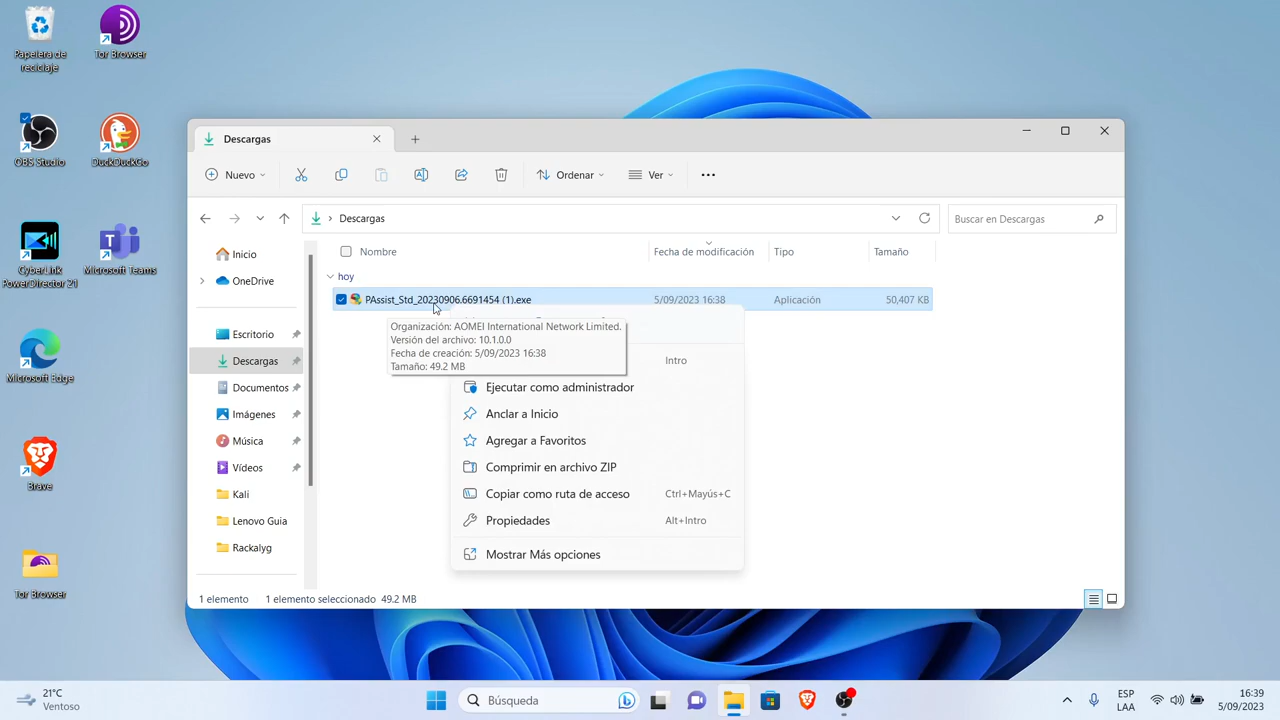 Papelera de
reciclaje
Tor Browser
OBS Studio
DuckDuckGo
CyberLink
PowerDirector 21
Microsoft Teams
Microsoft Edge
Brave
Tor Browser
Descargas
Nuevo
Ordenar
Ver
Descargas
Buscar en Descargas
Inicio
OneDrive
Escritorio
Descargas
Documentos
Imágenes
Música
Vídeos
Kali
Lenovo Guia
Rackalyg
Nombre
Fecha de modificación
Tipo
Tamaño
hoy
PAssist_Std_20230906.6691454 (1).exe
5/09/2023 16:38
Aplicación
50,407 KB
Organización: AOMEI International Network Limited.
Versión del archivo: 10.1.0.0
Fecha de creación: 5/09/2023 16:38
Tamaño: 49.2 MB
Intro
Ejecutar como administrador
Anclar a Inicio
Agregar a Favoritos
Comprimir en archivo ZIP
Copiar como ruta de acceso Ctrl+Mayús+C
Propiedades Alt+Intro
Mostrar Más opciones
1 elemento
1 elemento seleccionado 49.2 MB
21°C
Ventoso
Búsqueda
ESP
LAA
16:39
5/09/2023